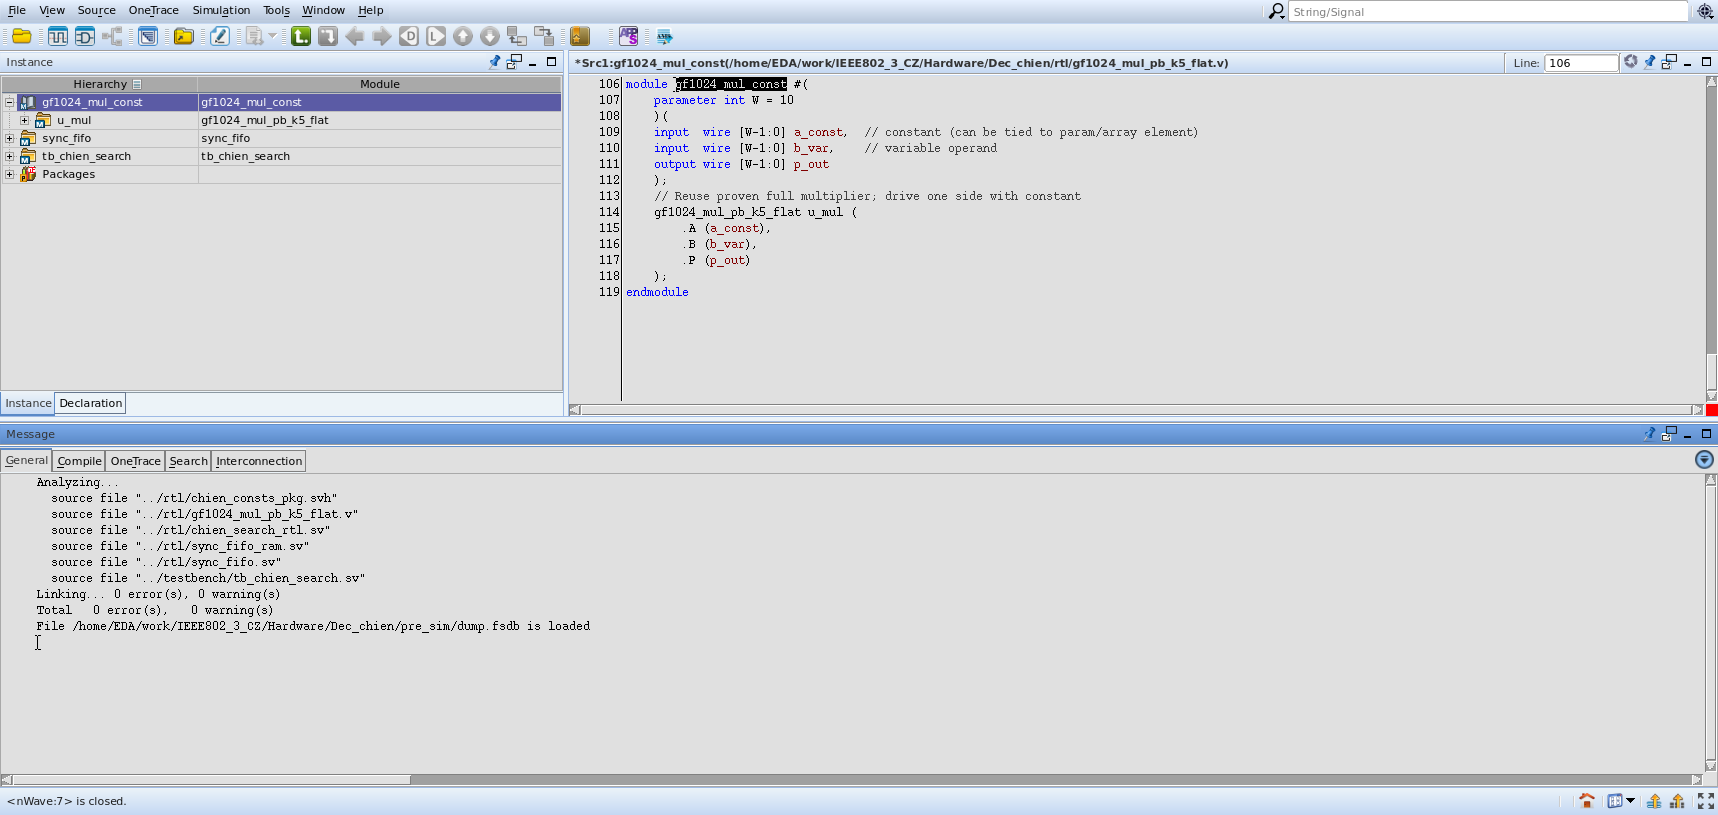 File View Source OneTrace Simulation Tools Window Help
String/Signal
Instance
Hierarchy Module
gf1024_mul_const gf1024_mul_const
u_mul gf1024_mul_pb_k5_flat
sync_fifo sync_fifo
tb_chien_search tb_chien_search
Packages
Instance Declaration
*Src1:gf1024_mul_const(/home/EDA/work/IEEE802_3_CZ/Hardware/Dec_chien/rtl/gf1024_mul_pb_k5_flat.v)
Line: 106
106 module gf1024_mul_const #(
107 parameter int W = 10
108 )(
109 input wire [W-1:0] a_const, // constant (can be tied to param/array element)
110 input wire [W-1:0] b_var, // variable operand
111 output wire [W-1:0] p_out
112 );
113 // Reuse proven full multiplier; drive one side with constant
114 gf1024_mul_pb_k5_flat u_mul (
115 .A (a_const),
116 .B (b_var),
117 .P (p_out)
118 );
119 endmodule
Message
General Compile OneTrace Search Interconnection
Analyzing...
source file "../rtl/chien_consts_pkg.svh"
source file "../rtl/gf1024_mul_pb_k5_flat.v"
source file "../rtl/chien_search_rtl.sv"
source file "../rtl/sync_fifo_ram.sv"
source file "../rtl/sync_fifo.sv"
source file "../testbench/tb_chien_search.sv"
Linking... 0 error(s), 0 warning(s)
Total 0 error(s), 0 warning(s)
File /home/EDA/work/IEEE802_3_CZ/Hardware/Dec_chien/pre_sim/dump.fsdb is loaded
<nWave:7> is closed.